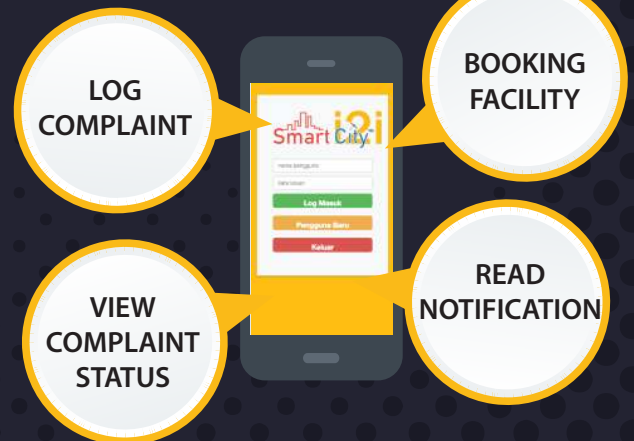 LOG
COMPLAINT
BOOKING
FACILITY
Smart City
i2i
Log Masuk
Pengguna Baru
Keluar
VIEW
COMPLAINT
STATUS
READ
NOTIFICATION